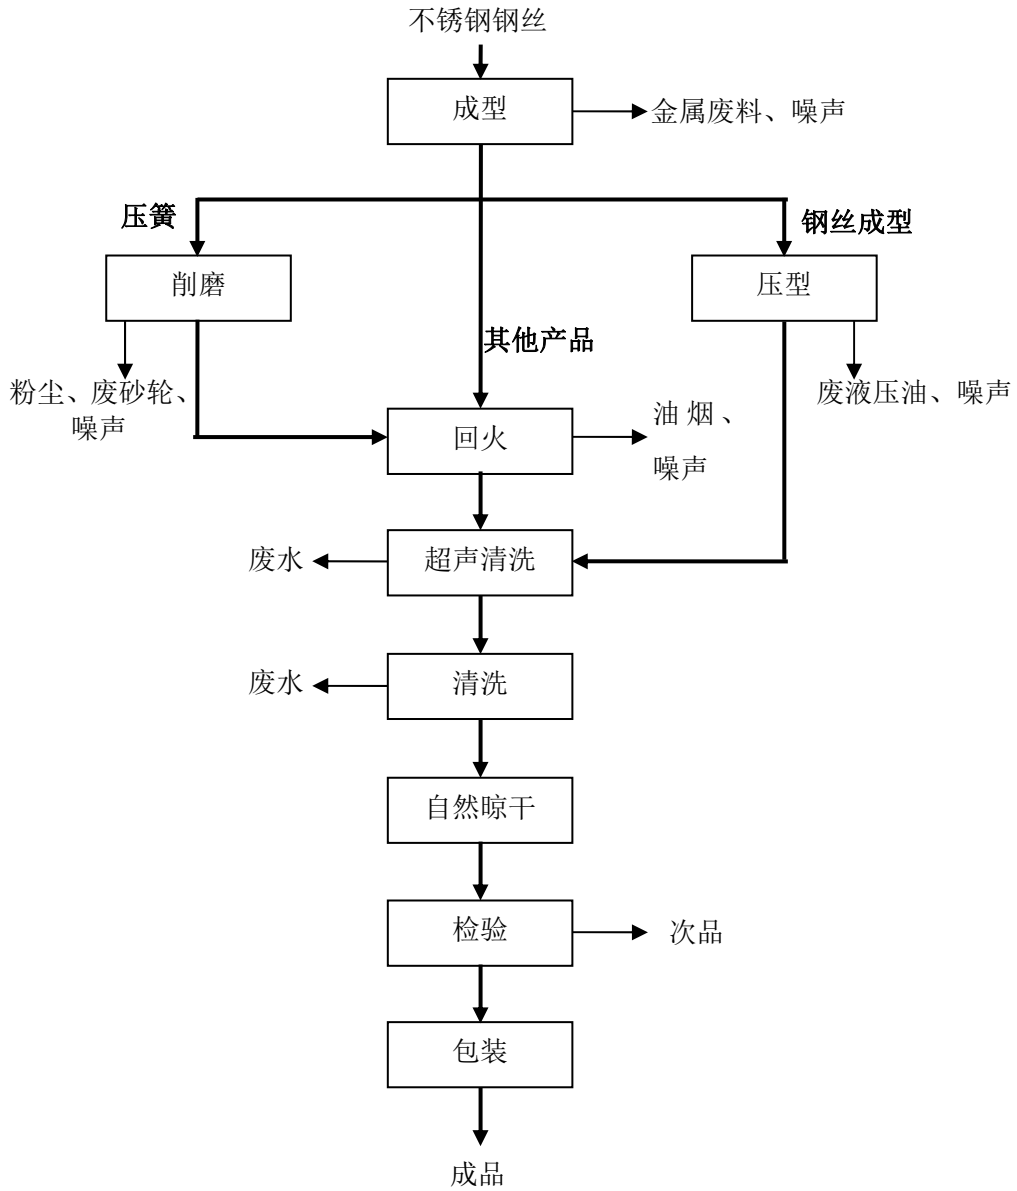 不锈钢钢丝
成型
金属废料、噪声
压簧
钢丝成型
削磨
压型
其他产品
粉尘、废砂轮、
噪声
废液压油、噪声
回火
油烟、
噪声
废水
超声清洗
废水
清洗
自然晾干
检验
次品
包装
成品